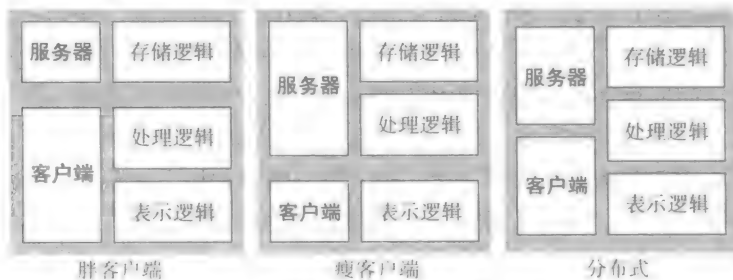 服务器 存储逻辑
客户端 处理逻辑
表示逻辑
胖客户端
服务器 存储逻辑
处理逻辑
客户端 表示逻辑
瘦客户端
服务器 存储逻辑
处理逻辑
客户端 表示逻辑
分布式